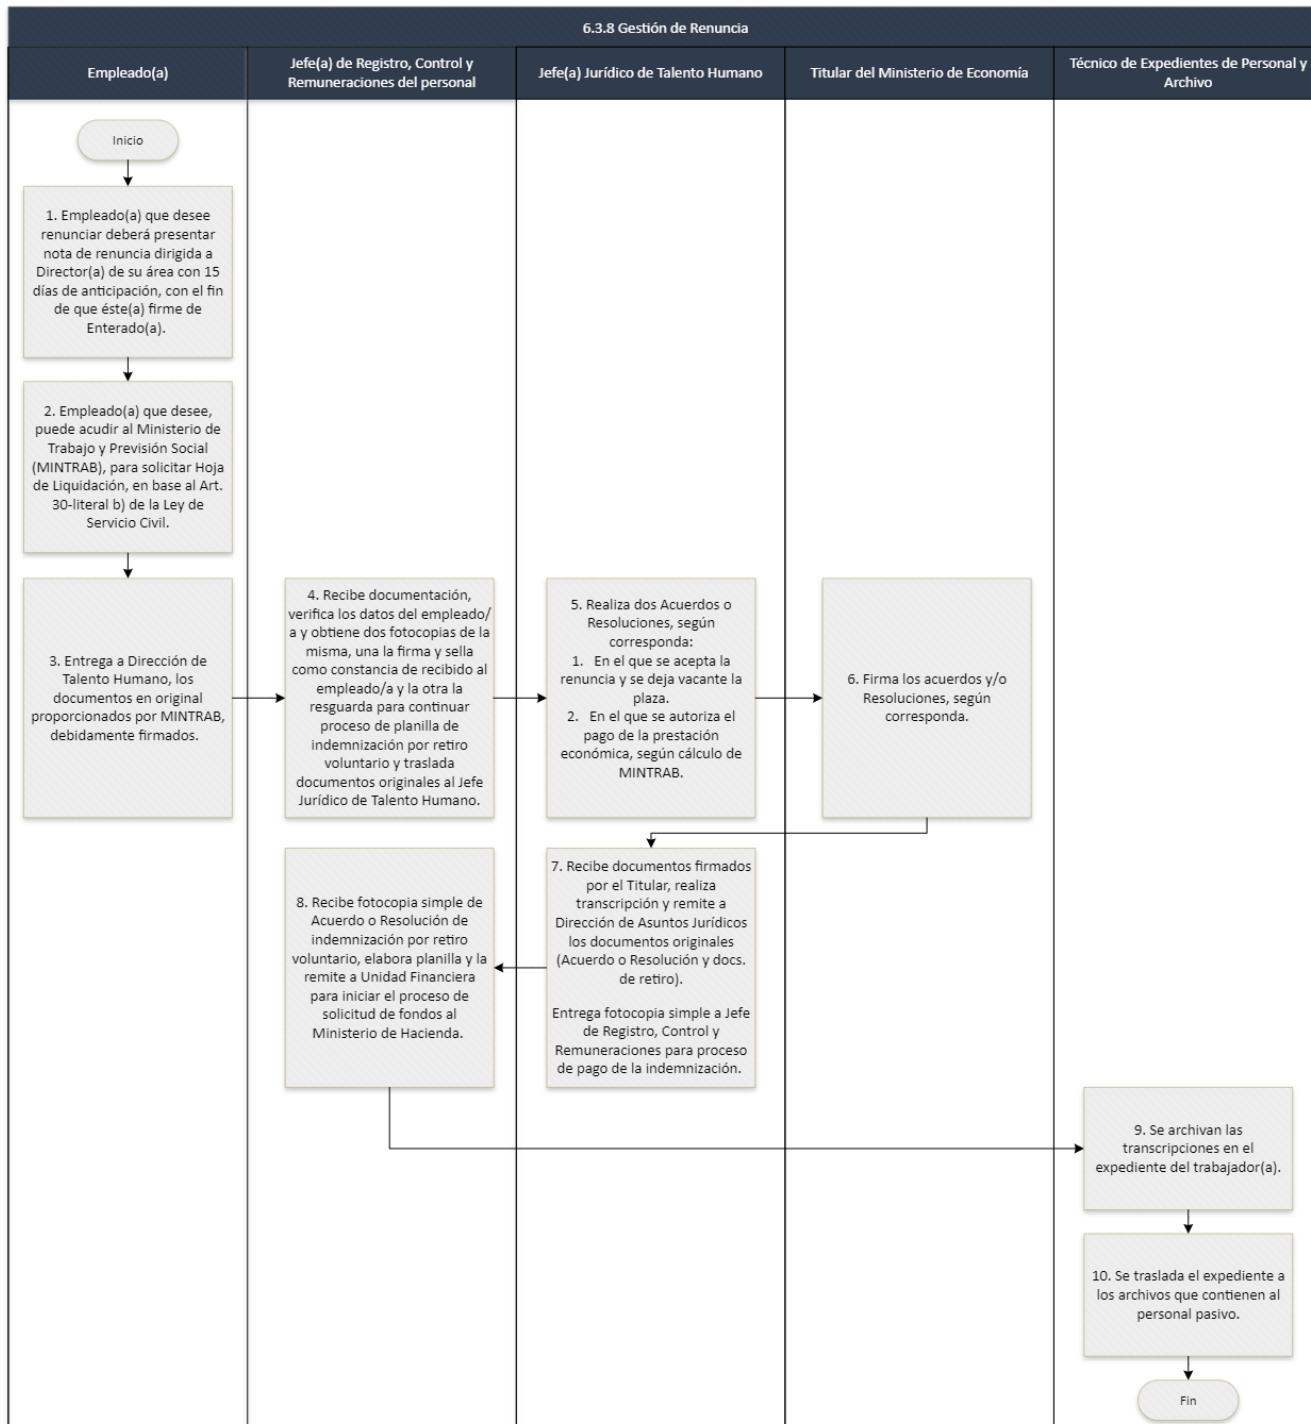 6.3.8 Gestión de Renuncia
Empleado(a)
Jefe(a) de Registro, Control y
Remuneraciones del personal
Jefe(a) Jurídico de Talento Humano
Titular del Ministerio de Economía
Técnico de Expedientes de Personal y
Archivo
Inicio
1. Empleado(a) que desee
renunciar deberá presentar
nota de renuncia dirigida a
Director(a) de su área con 15
días de anticipación, con el fin
de que éste(a) firme de
Enterado(a).
2. Empleado(a) que desee,
puede acudir al Ministerio de
Trabajo y Previsión Social
(MINTRAB), para solicitar Hoja
de Liquidación, en base al Art.
30-literal b) de la Ley de
Servicio Civil.
3. Entrega a Dirección de
Talento Humano, los
documentos en original
proporcionados por MINTRAB,
debidamente firmados.
4. Recibe documentación,
verifica los datos del empleado/
a y obtiene dos fotocopias de la
misma, una la firma y sella
como constancia de recibido al
empleado/a y la otra la
resguarda para continuar
proceso de planilla de
indemnización por retiro
voluntario y traslada
documentos originales al Jefe
Jurídico de Talento Humano.
5. Realiza dos Acuerdos o
Resoluciones, según
corresponda:
1. En el que se acepta la
renuncia y se deja vacante la
plaza.
2. En el que se autoriza el
pago de la prestación
económica, según cálculo de
MINTRAB.
6. Firma los acuerdos y/o
Resoluciones, según
corresponda.
7. Recibe documentos firmados
por el Titular, realiza
transcripción y remite a
Dirección de Asuntos Jurídicos
los documentos originales
(Acuerdo o Resolución y docs.
de retiro).
Entrega fotocopia simple a Jefe
de Registro, Control y
Remuneraciones para proceso
de pago de la indemnización.
8. Recibe fotocopia simple de
Acuerdo o Resolución de
indemnización por retiro
voluntario, elabora planilla y la
remite a Unidad Financiera
para iniciar el proceso de
solicitud de fondos al
Ministerio de Hacienda.
9. Se archivan las
transcripciones en el
expediente del trabajador(a).
10. Se traslada el expediente a
los archivos que contienen al
personal pasivo.
Fin